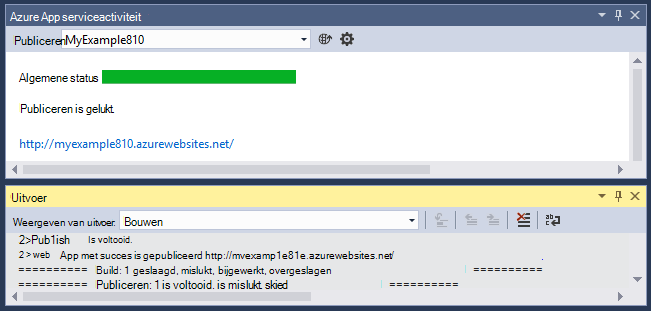 Azure App serviceactiviteit
Publiceren MyExample810
Algemene status
Publiceren is gelukt.
http://myexample810.azurewebsites.net/
Uitvoer
Weergeven van uitvoer: Bouwen
2>Pub1ish Is voltooid.
2 > web App met succes is gepubliceerd http://mvexamp1e81e.azurewebsites.net/ .
========== Build: 1 geslaagd, mislukt, bijgewerkt, overgeslagen ==========
========== Publiceren: 1 is voltooid. is mislukt. skied ==========